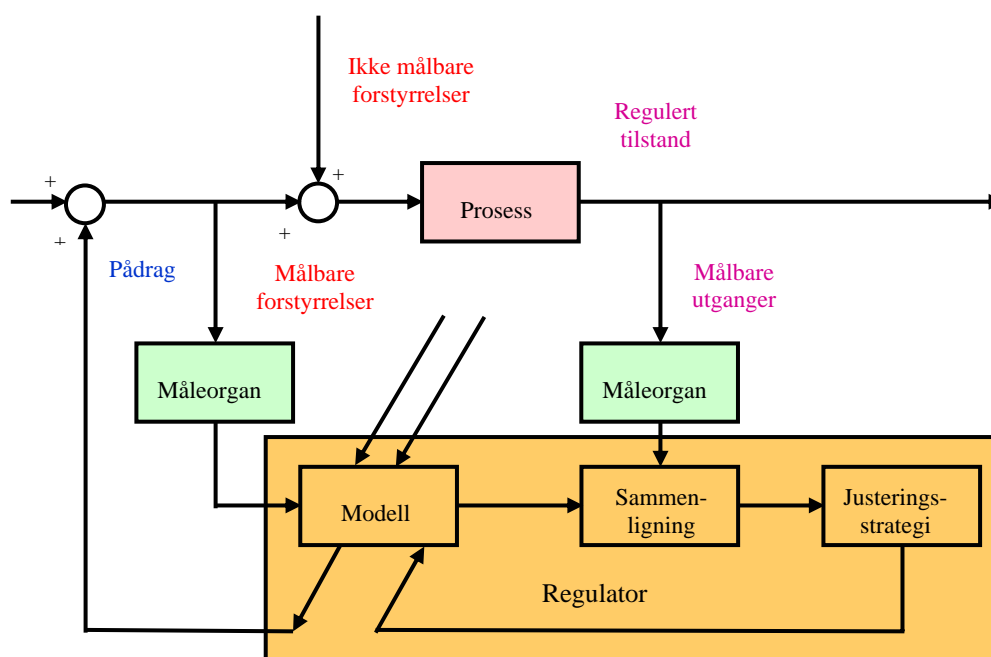 Ikke målbare
forstyrrelser
Regulert
tilstand
+
+
Prosess
+
+
Pådrag
Målbare
forstyrrelser
Målbare
utganger
Måleorgan
Måleorgan
Modell
Sammen-
ligning
Justerings-
strategi
Regulator